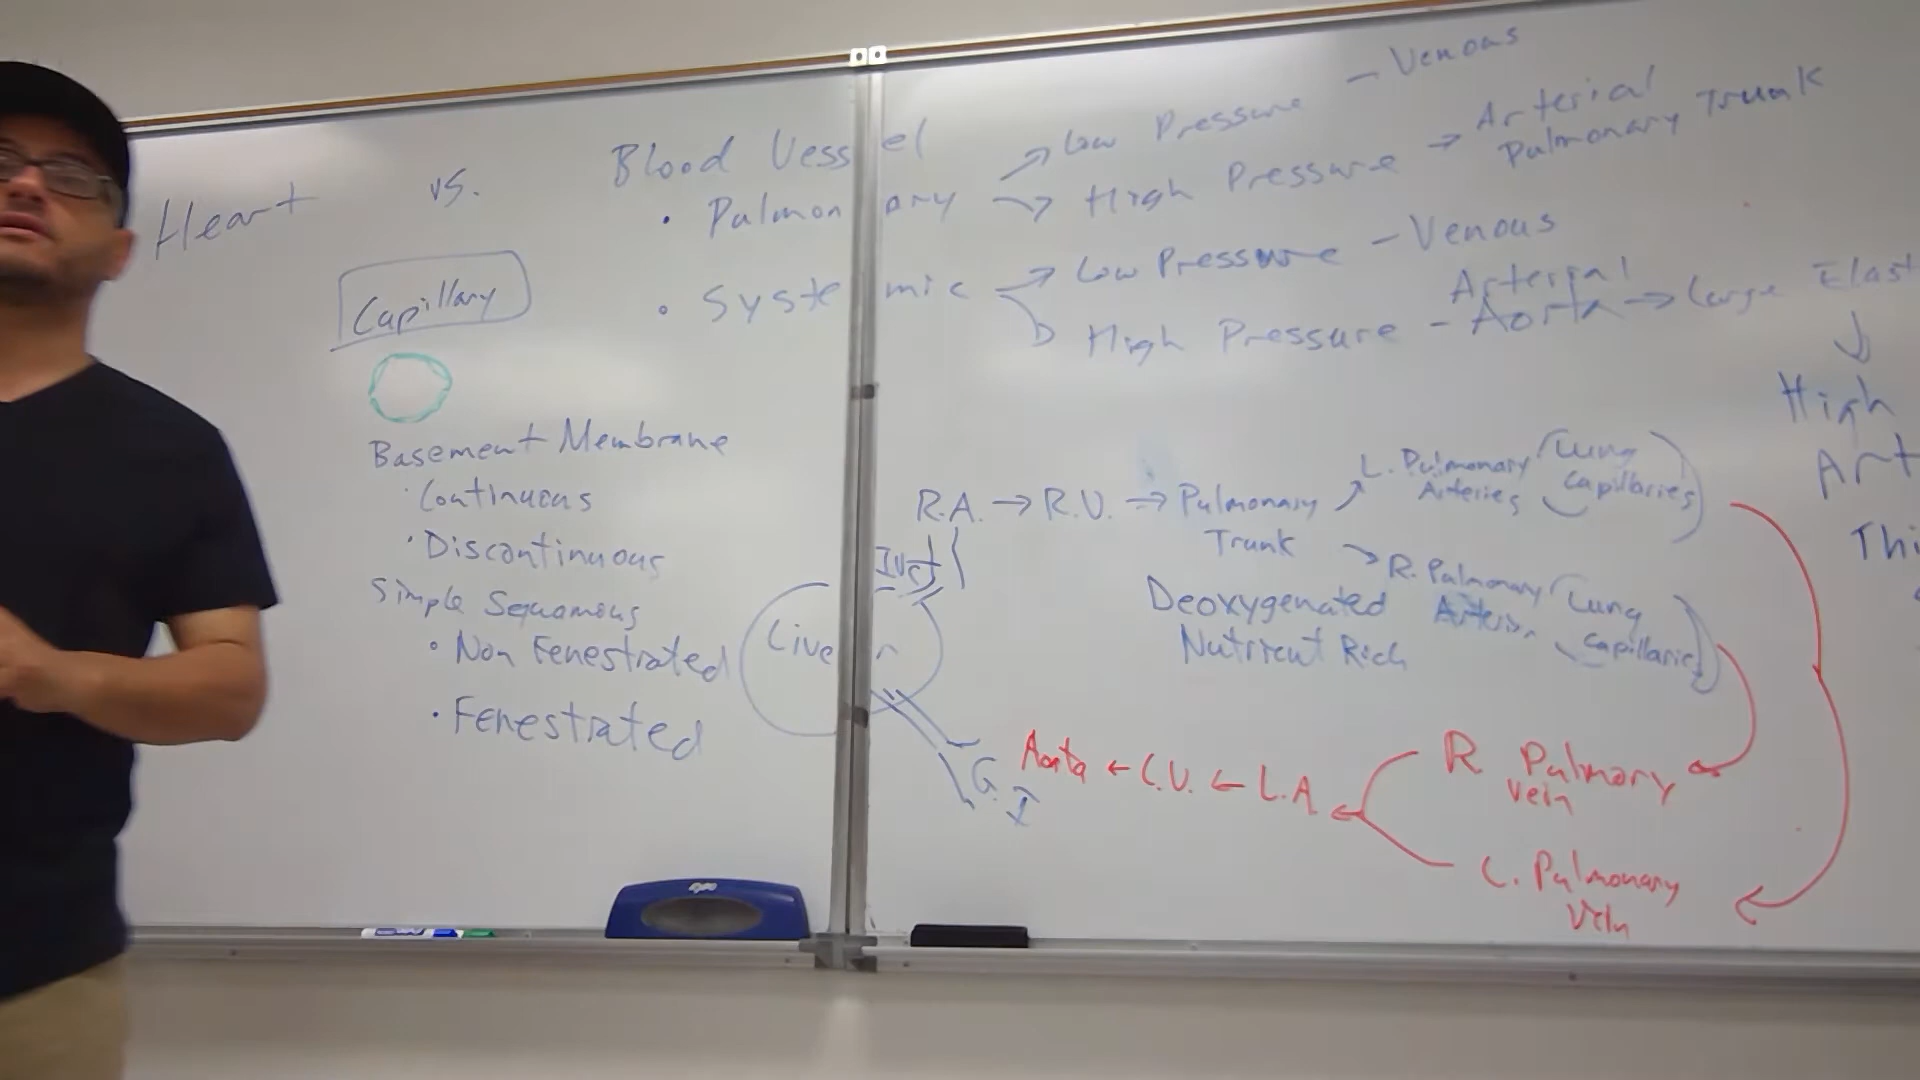 Heart vs. Blood Vessel
• Pulmonary
Low Pressure - Venous
High Pressure → Arterial
Pulmonary Trunk
• Systemic
Low Pressure - Venous
High Pressure - Arterial
Aorta → Large Elast
↓
High
Art
Thi
Capillary
Basement Membrane
• Continuous
• Discontinuous
Simple Squamous
• Non Fenestrated
• Fenestrated
Liver
G.I
R.A. → R.V. → Pulmonary
Trunk
L. Pulmonary
Arteries
Lung
Capillaries
R. Pulmonary
Lung
Capillaries
Deoxygenated
Nutrient Rich
Aorta ← L.V. ← L.A.
R Pulmonary
Vein
L. Pulmonary
Vein
expo